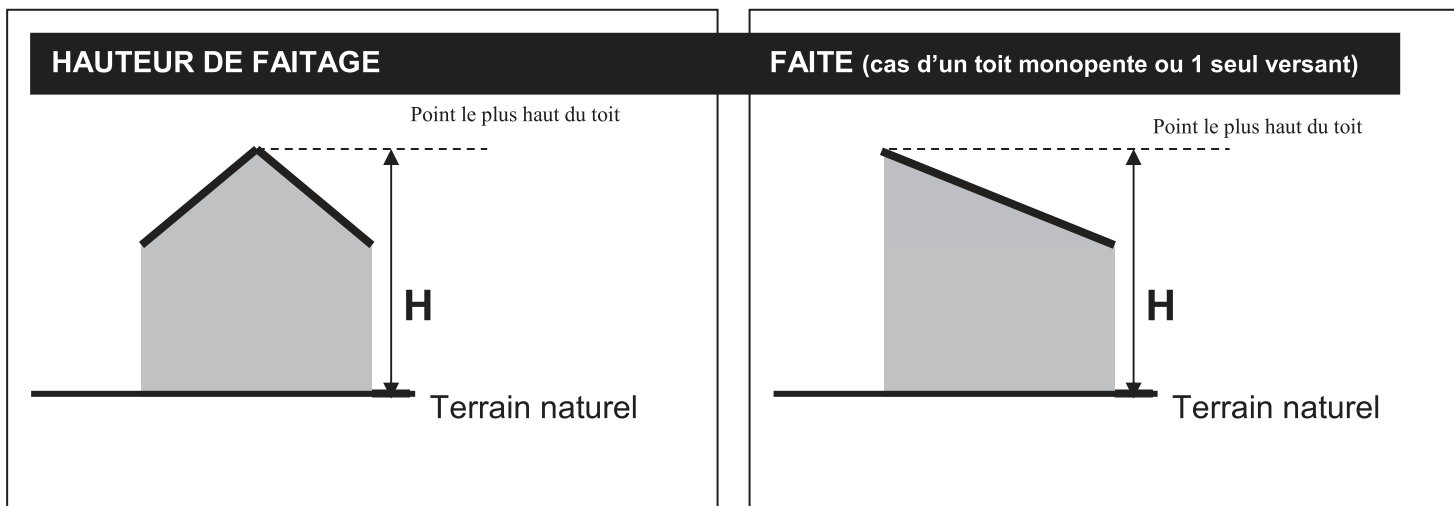 HAUTEUR DE FAITAGE
Point le plus haut du toit
H
Terrain naturel
FAITE (cas d'un toit monopente ou 1 seul versant)
Point le plus haut du toit
H
Terrain naturel